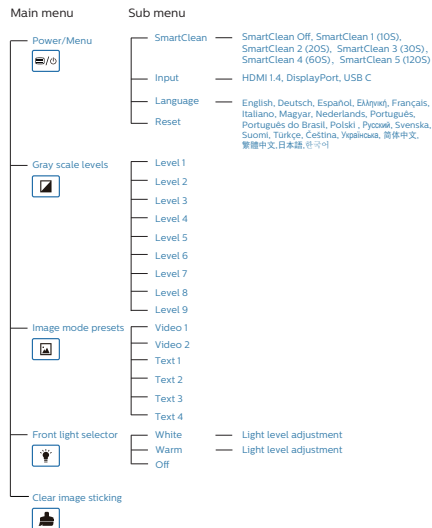 Main menu Sub menu
Power/Menu
SmartClean SmartClean Off, SmartClean 1 (10S),
SmartClean 2 (20S), SmartClean 3 (30S),
SmartClean 4 (60S), SmartClean 5 (120S)
Input HDMI 1.4, DisplayPort, USB C
Language English, Deutsch, Español, Ελληνική, Français,
Italiano, Magyar, Nederlands, Português,
Português do Brasil, Polski , Русский, Svenska,
Suomi, Türkçe, Čeština, Українська, 简体中文,
繁體中文,日本語,한국어
Reset
Gray scale levels
Level 1
Level 2
Level 3
Level 4
Level 5
Level 6
Level 7
Level 8
Level 9
Image mode presets
Video 1
Video 2
Text 1
Text 2
Text 3
Text 4
Front light selector
White Light level adjustment
Warm Light level adjustment
Off
Clear image sticking